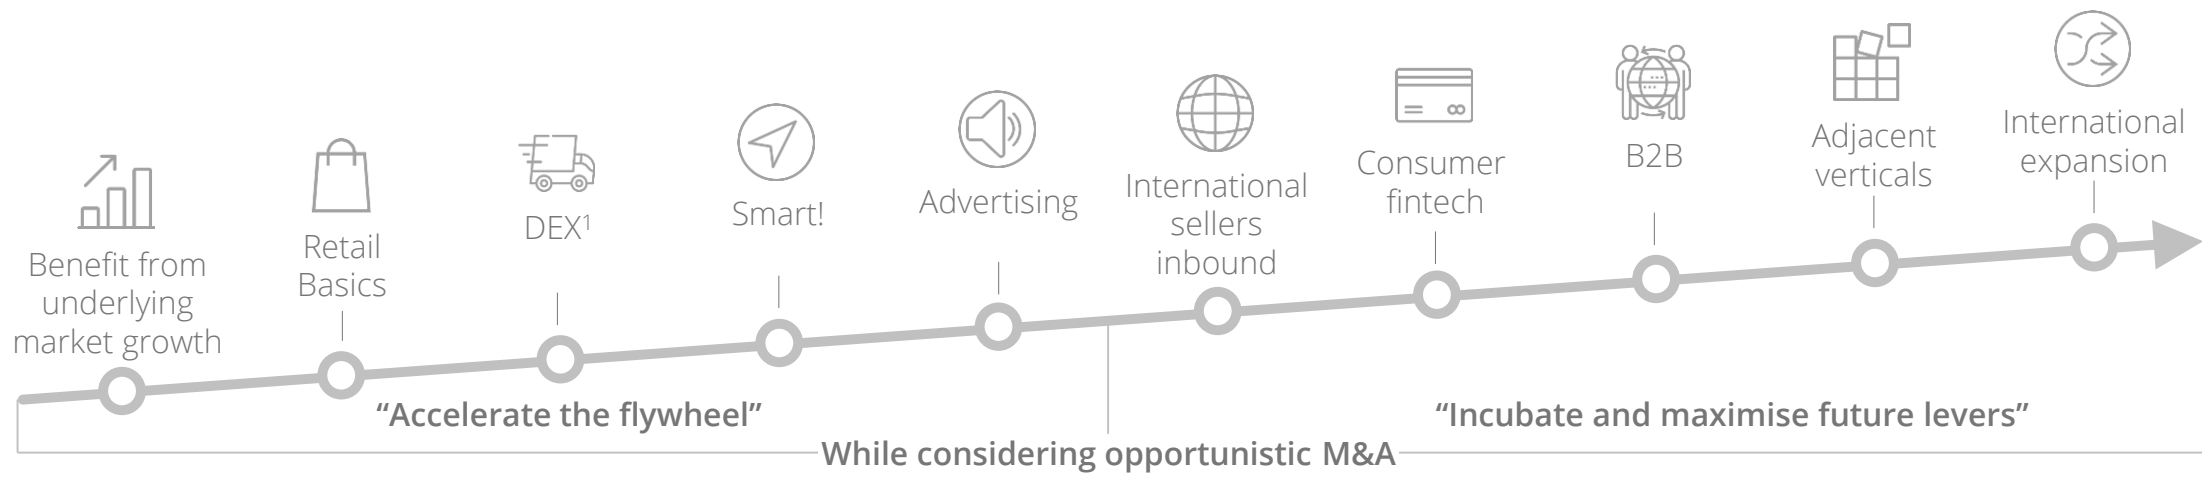 Benefit from
underlying
market growth
Retail
Basics
DEX¹
Smart!
Advertising
International
sellers
inbound
Consumer
fintech
B2B
Adjacent
verticals
International
expansion
“Accelerate the flywheel”
“Incubate and maximise future levers”
While considering opportunistic M&A